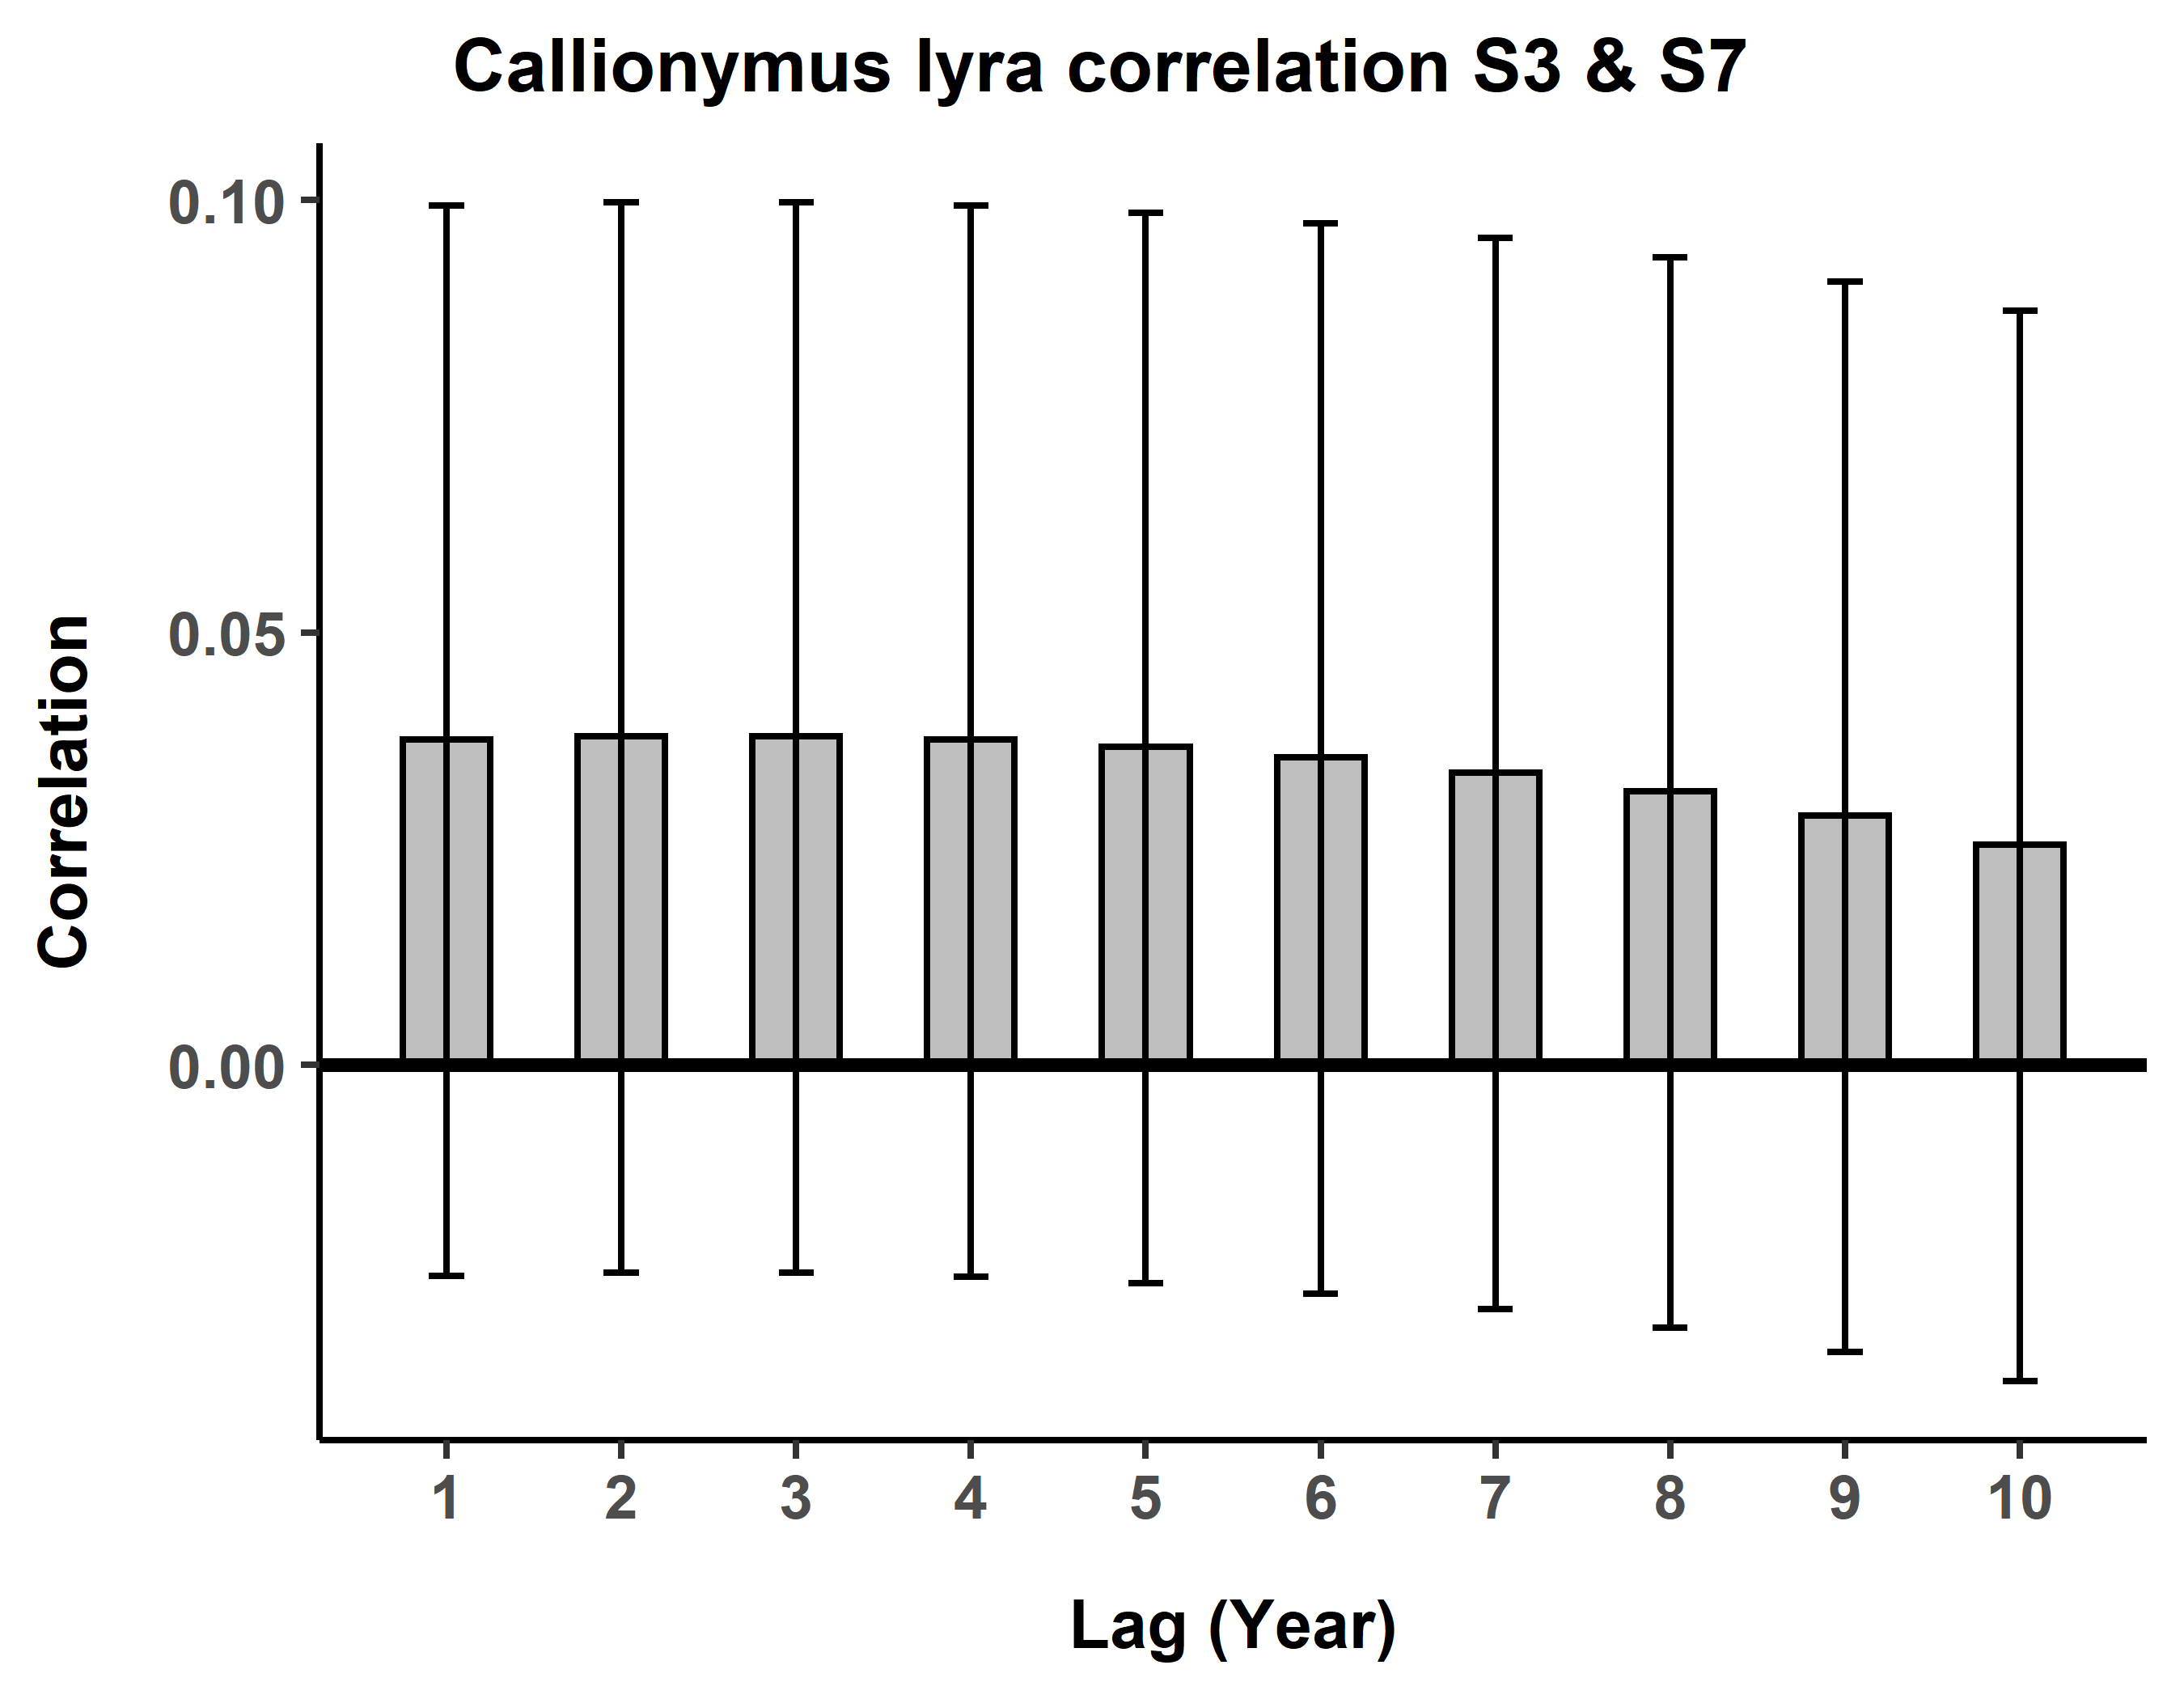 Callionymus lyra correlation S3 & S7
0.10
0.05
0.00
Correlation
1 2 3 4 5 6 7 8 9 10
Lag (Year)